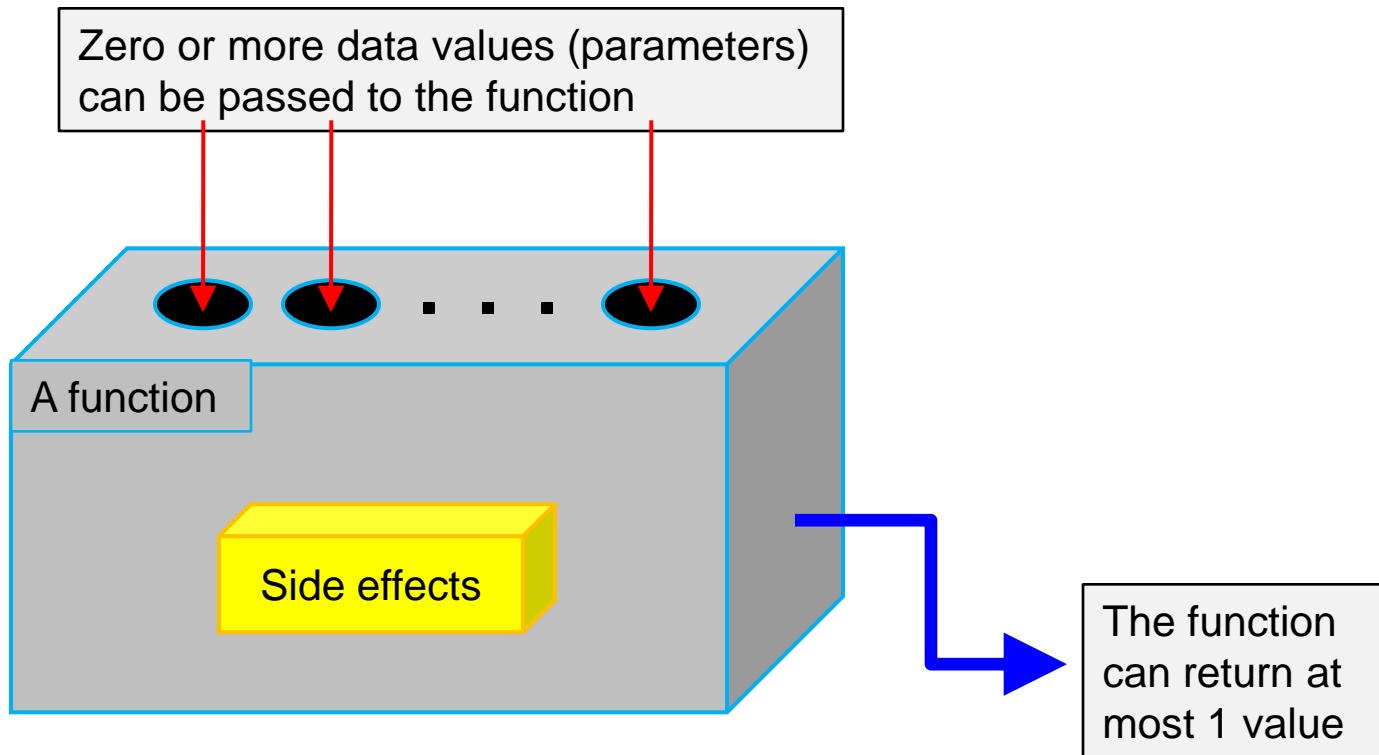 Zero or more data values (parameters)
can be passed to the function
. . .
A function
Side effects
The function
can return at
most 1 value